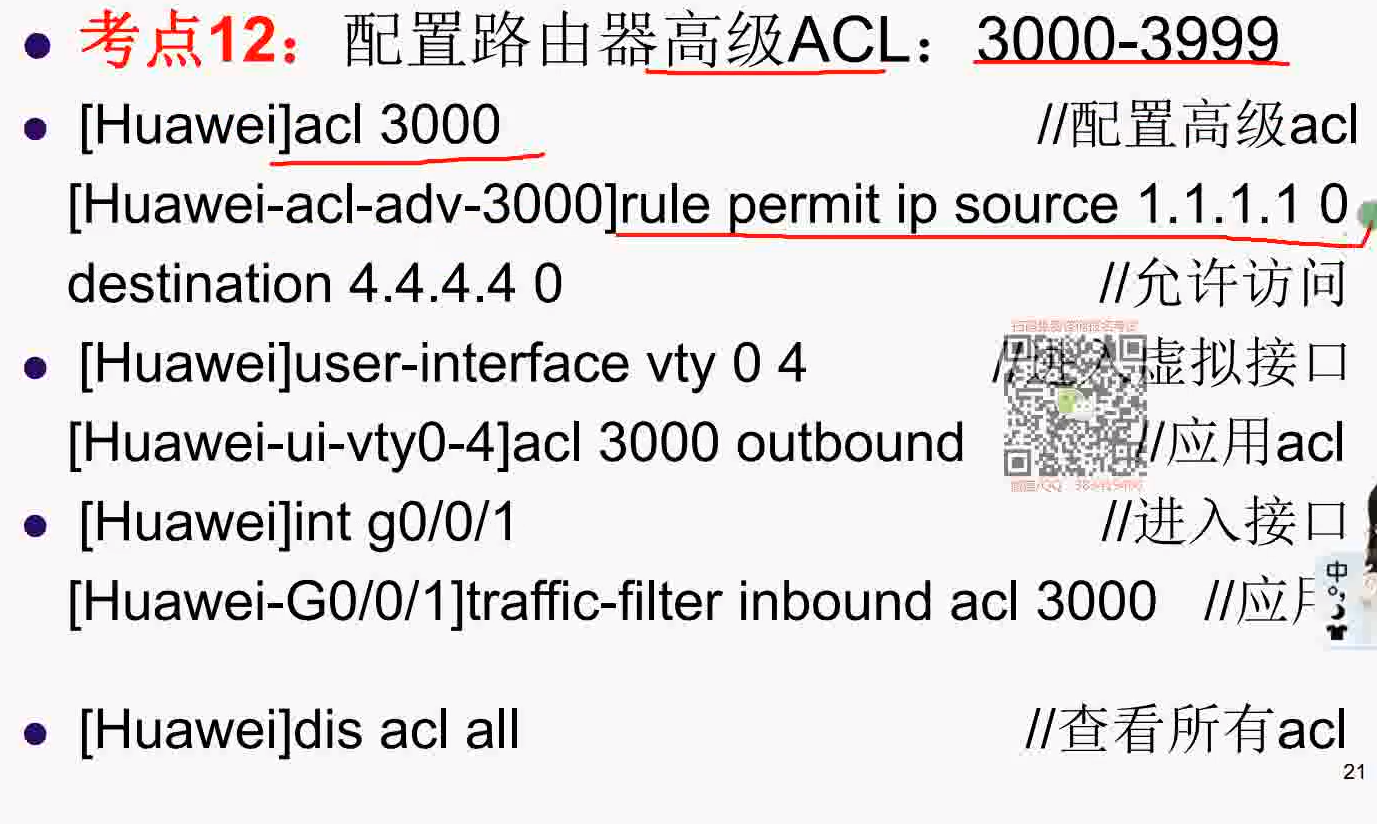 考点12：配置路由器高级ACL：3000-3999
[Huawei]acl 3000 //配置高级acl
[Huawei-acl-adv-3000]rule permit ip source 1.1.1.1 0
destination 4.4.4.4 0 //允许访问
[Huawei]user-interface vty 0 4 //进入虚拟接口
[Huawei-ui-vty0-4]acl 3000 outbound //应用acl
[Huawei]int g0/0/1 //进入接口
[Huawei-G0/0/1]traffic-filter inbound acl 3000 //应用
[Huawei]dis acl all //查看所有acl
21
中